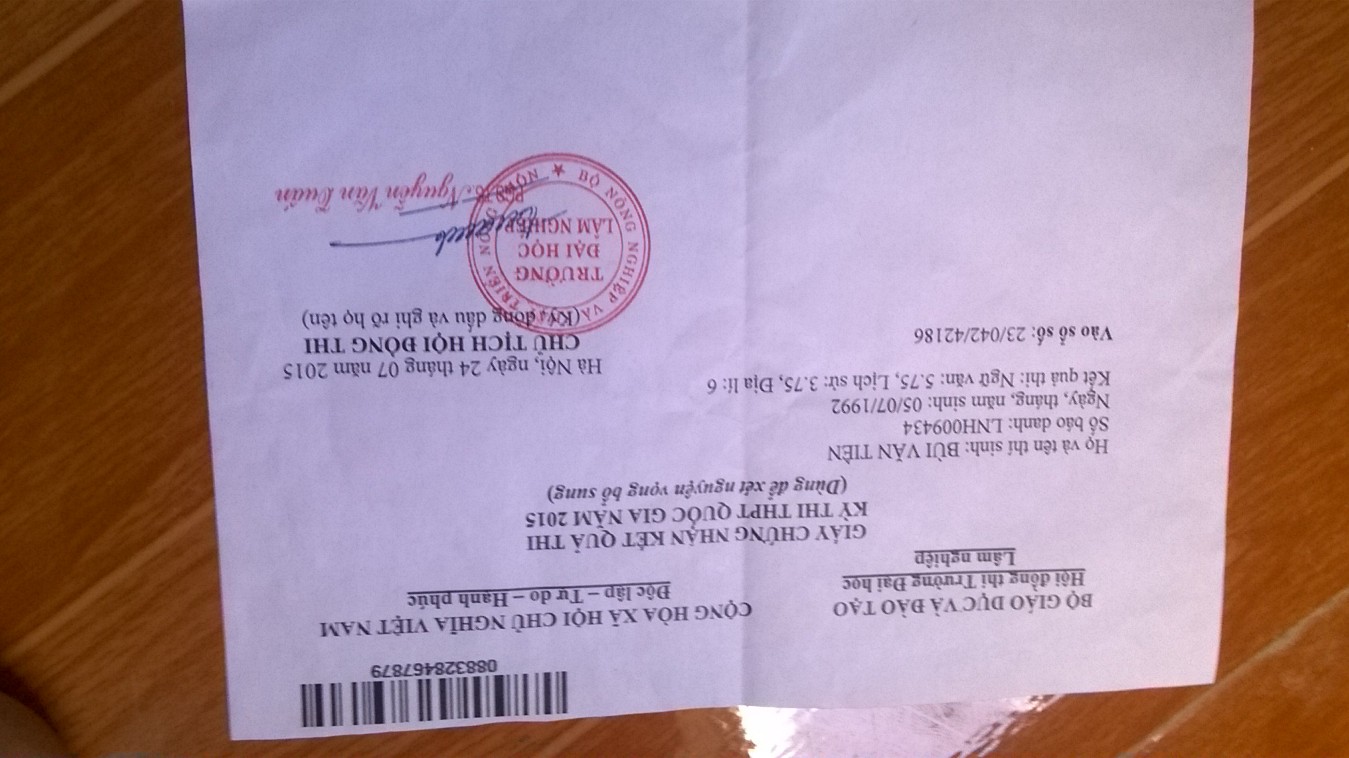 0883284677879
BỘ GIÁO DỤC VÀ ĐÀO TẠO
Hội đồng thi Trường Đại học
Lâm nghiệp
CỘNG HÒA XÃ HỘI CHỦ NGHĨA VIỆT NAM
Độc lập – Tự do – Hạnh phúc
GIẤY CHỨNG NHẬN KẾT QUẢ THI
KỲ THI THPT QUỐC GIA NĂM 2015
(Dùng để xét nguyện vọng bổ sung)
Họ và tên thí sinh: BÙI VĂN TIẾN
Số báo danh: LNH009434
Ngày, tháng, năm sinh: 05/07/1992
Kết quả thi: Ngữ văn: 5.75, Lịch sử: 3.75, Địa lí: 6
Vào sổ số: 23/042/42186
Hà Nội, ngày 24 tháng 07 năm 2015
CHỦ TỊCH HỘI ĐỒNG THI
(Ký, đóng dấu và ghi rõ họ tên)
BỘ NÔNG NGHIỆP VÀ TRIỂN NÔNG THÔN
TRƯỜNG
ĐẠI HỌC
LÂM NGHIỆP
Nguyễn Văn Tuấn